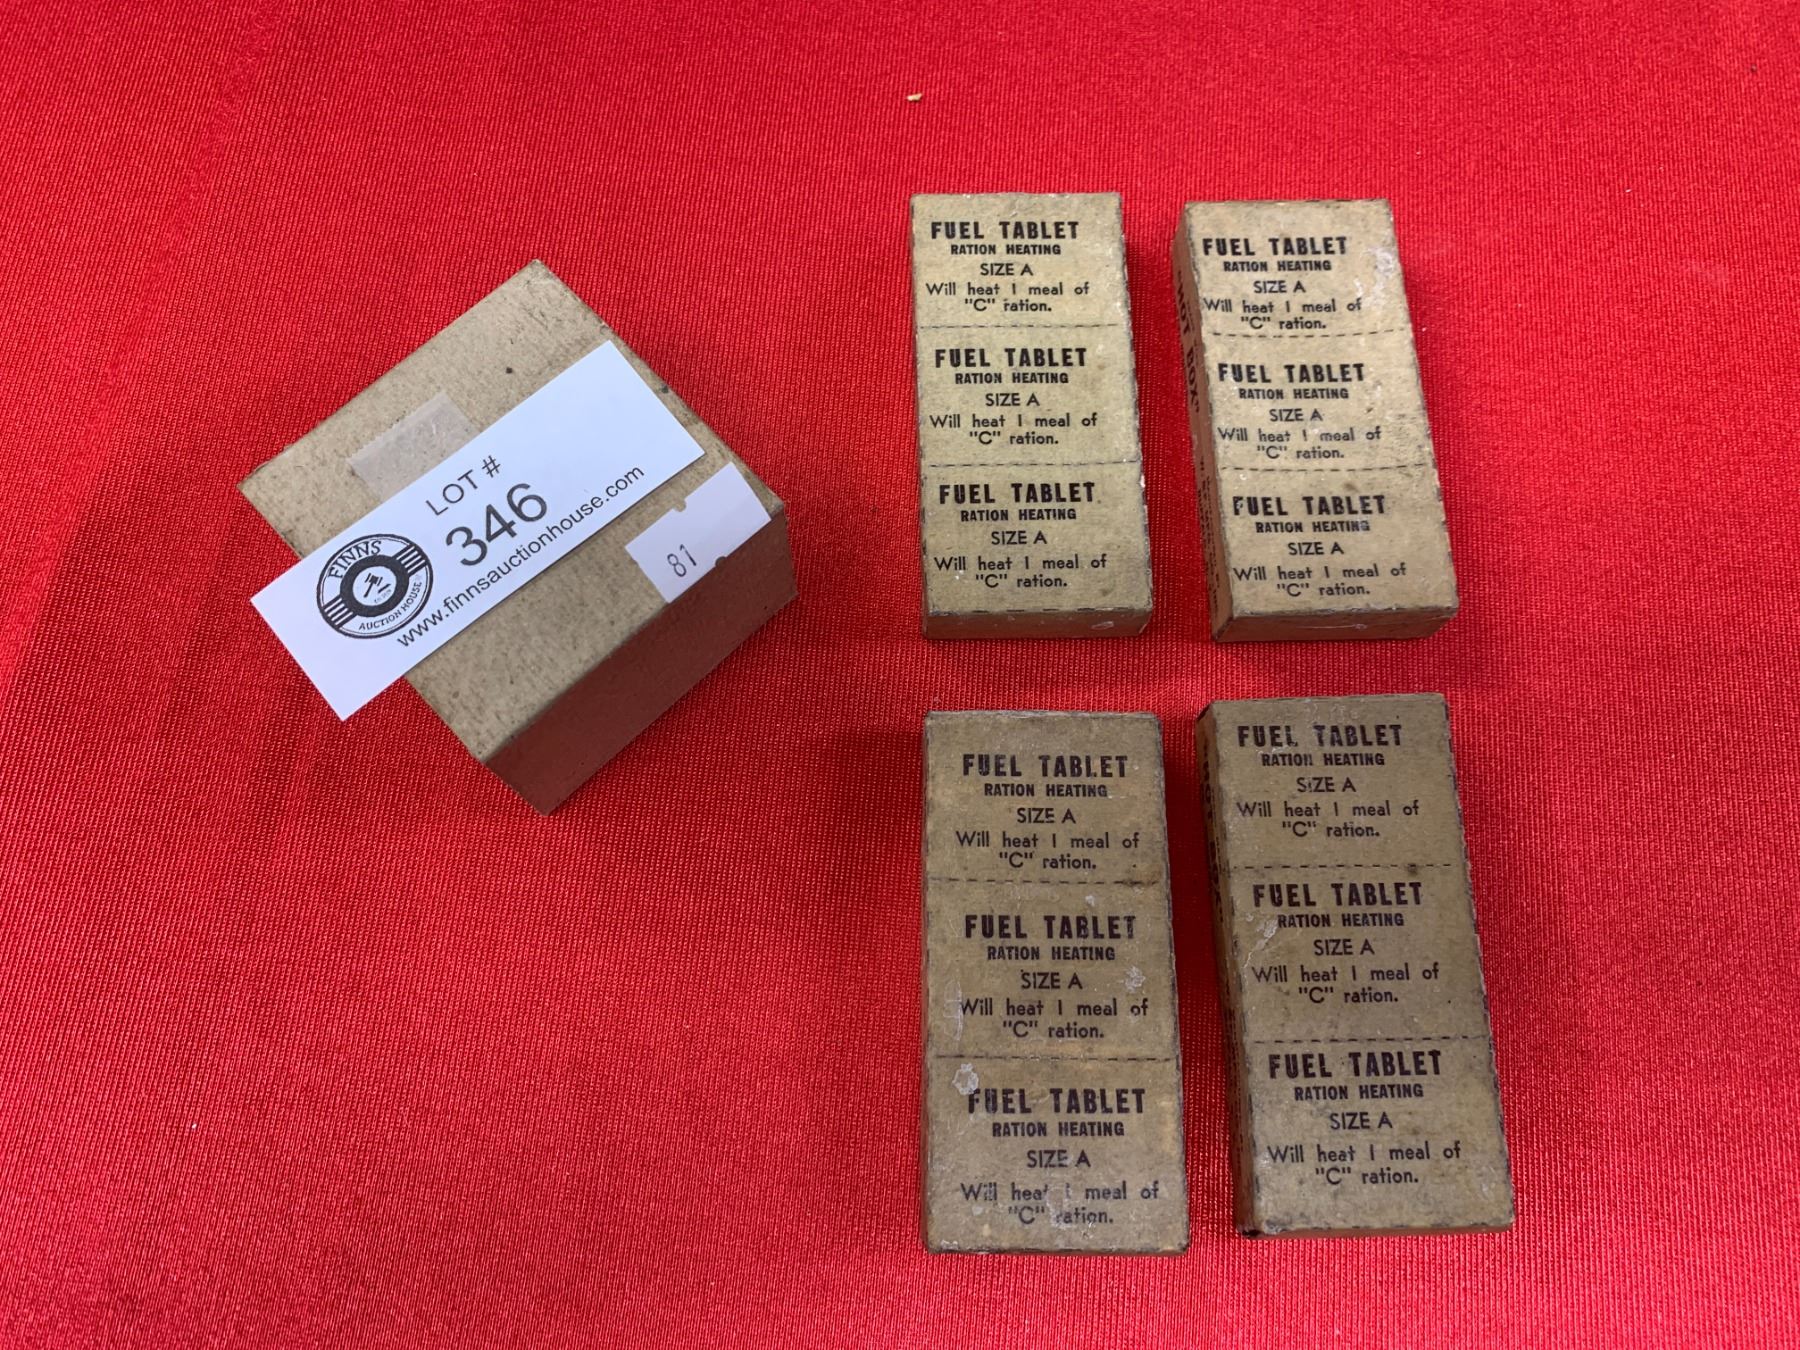 LOT #
346
www.finnsauctionhouse.com
FINNS
AUCTION HOUSE
81
FUEL TABLET
RATION HEATING
SIZE A
Will heat 1 meal of
"C" ration.
FUEL TABLET
RATION HEATING
SIZE A
Will heat 1 meal of
"C" ration.
FUEL TABLET
RATION HEATING
SIZE A
Will heat 1 meal of
"C" ration.
FUEL TABLET
RATION HEATING
SIZE A
Will heat 1 meal of
"C" ration.
FUEL TABLET
RATION HEATING
SIZE A
Will heat 1 meal of
"C" ration.
FUEL TABLET
RATION HEATING
SIZE A
Will heat 1 meal of
"C" ration.
HOT BOX"
FUEL TABLET
RATION HEATING
SIZE A
Will heat 1 meal of
"C" ration.
FUEL TABLET
RATION HEATING
SIZE A
Will heat 1 meal of
"C" ration.
FUEL TABLET
RATION HEATING
SIZE A
Will heat 1 meal of
"C" ration.
FUEL TABLET
RATION HEATING
SIZE A
Will heat 1 meal of
"C" ration.
FUEL TABLET
RATION HEATING
SIZE A
Will heat 1 meal of
"C" ration.
FUEL TABLET
RATION HEATING
SIZE A
Will heat 1 meal of
"C" ration.